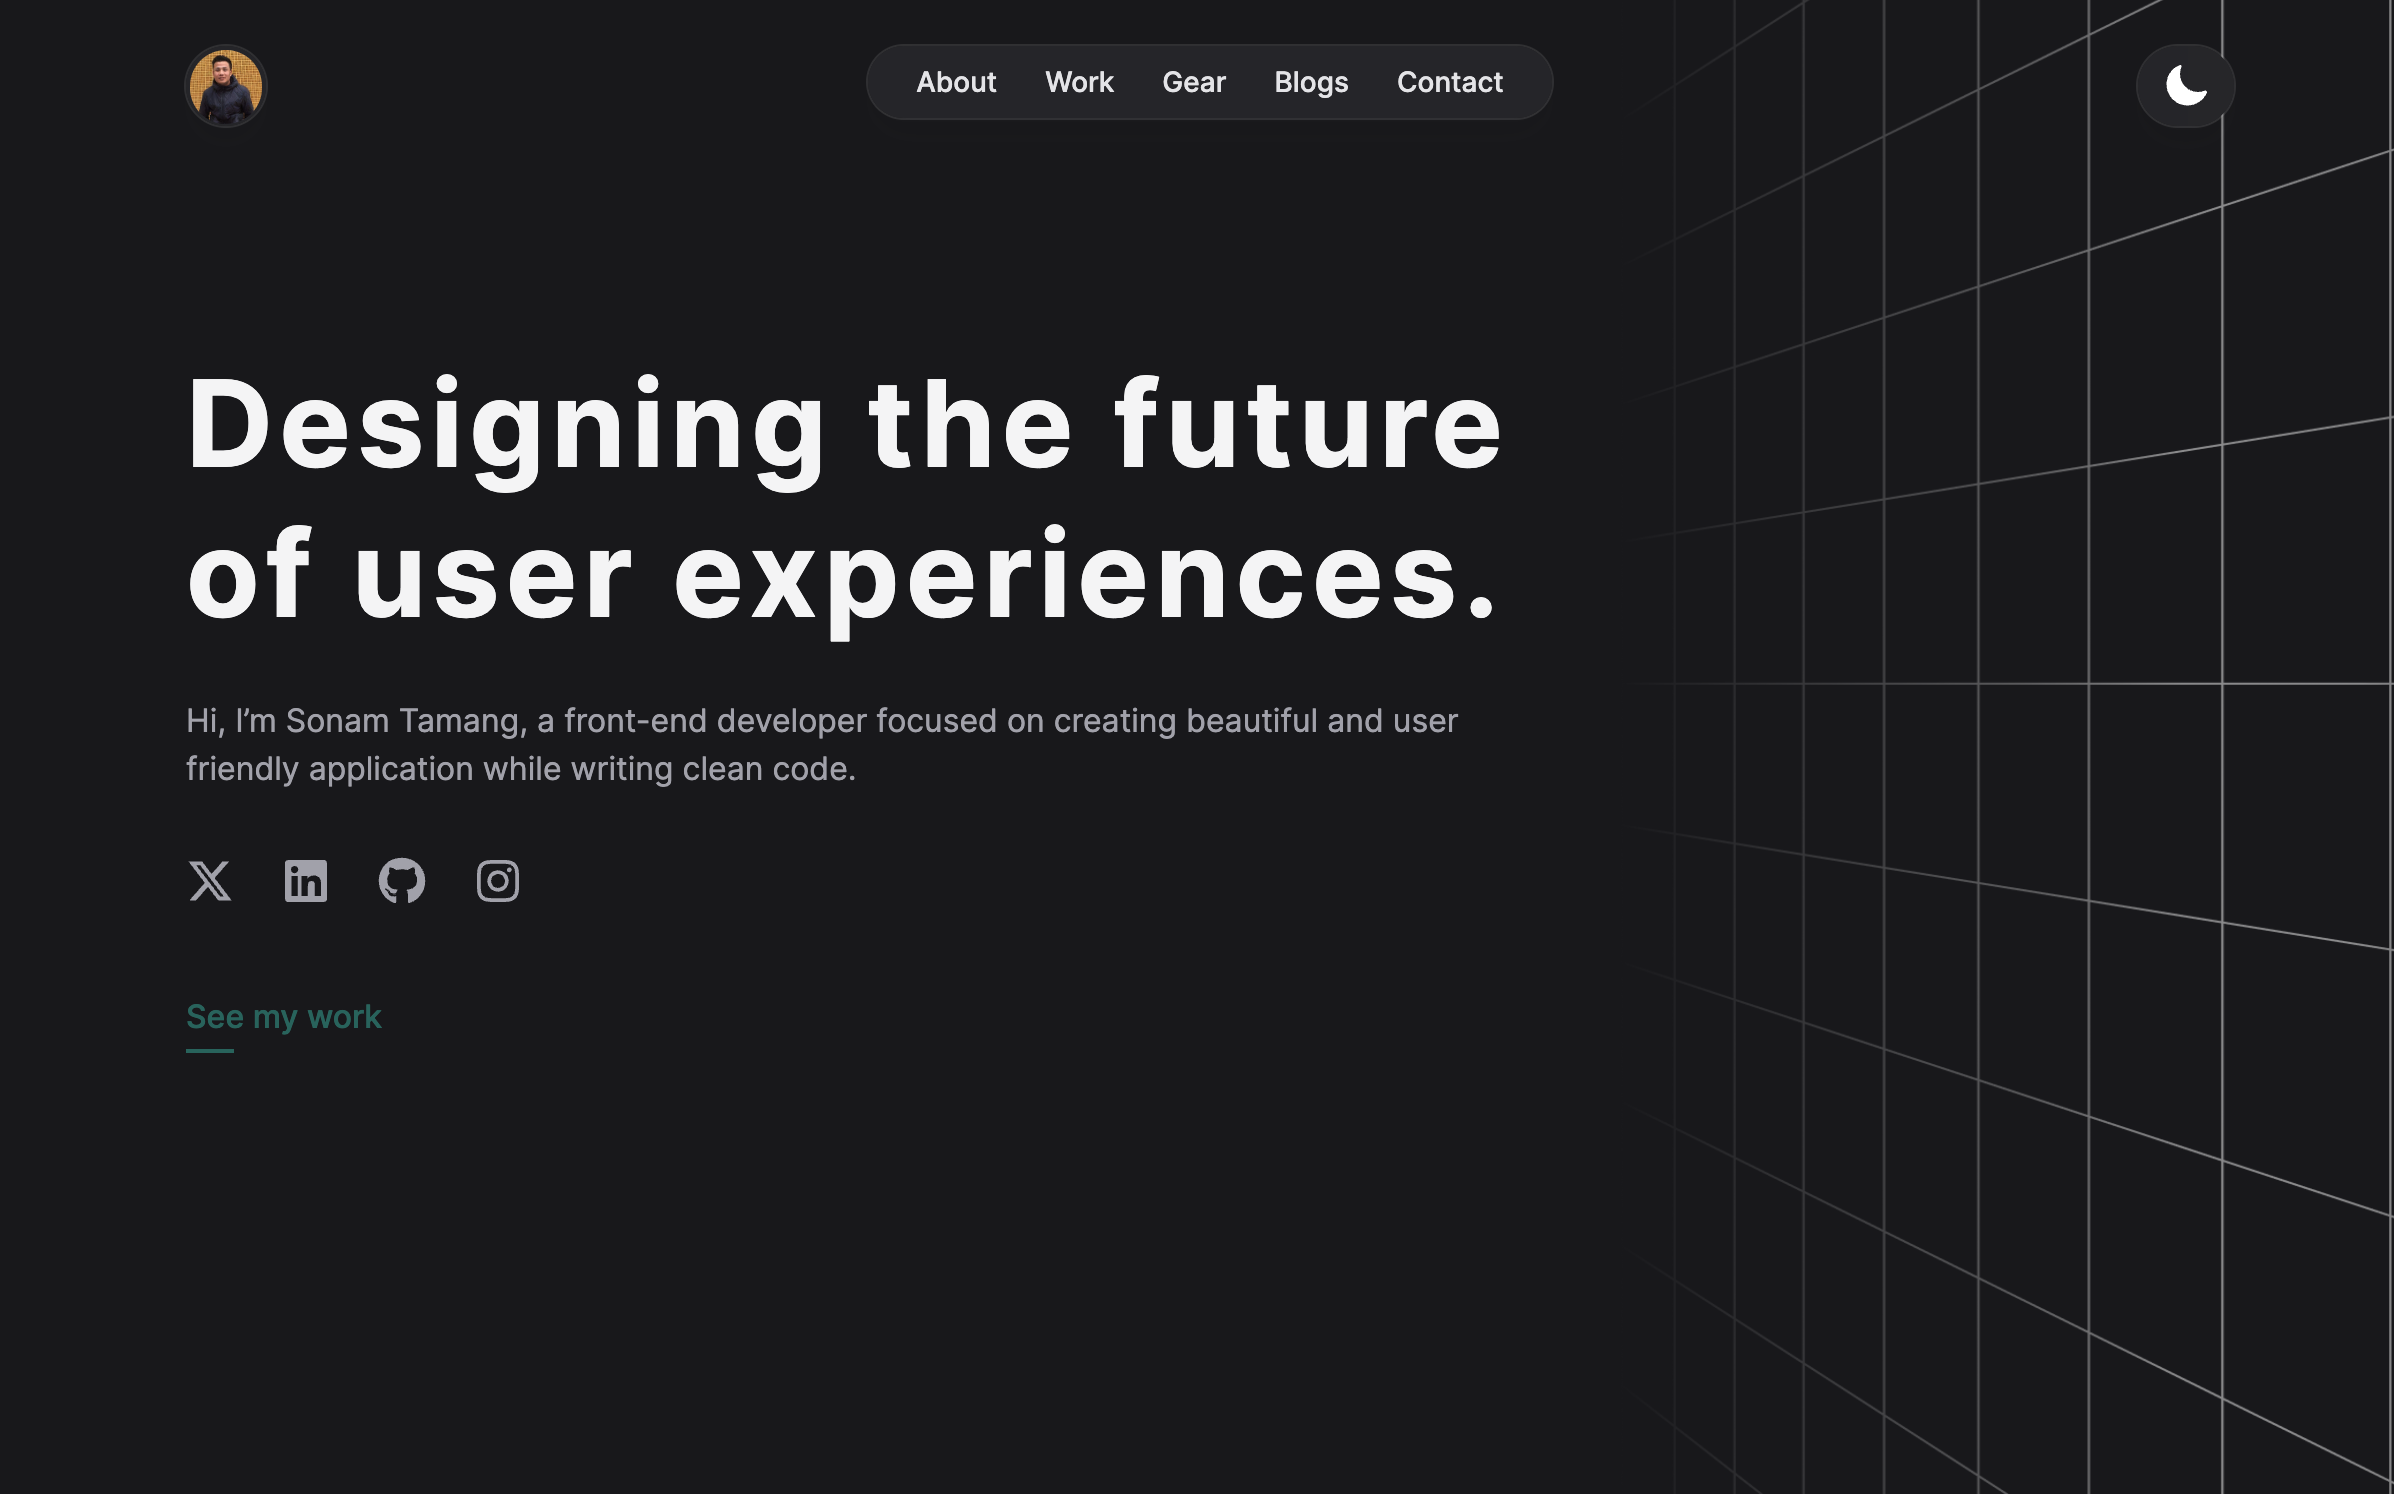 About Work Gear Blogs Contact
Designing the future
of user experiences.
Hi, I’m Sonam Tamang, a front-end developer focused on creating beautiful and user
friendly application while writing clean code.
See my work